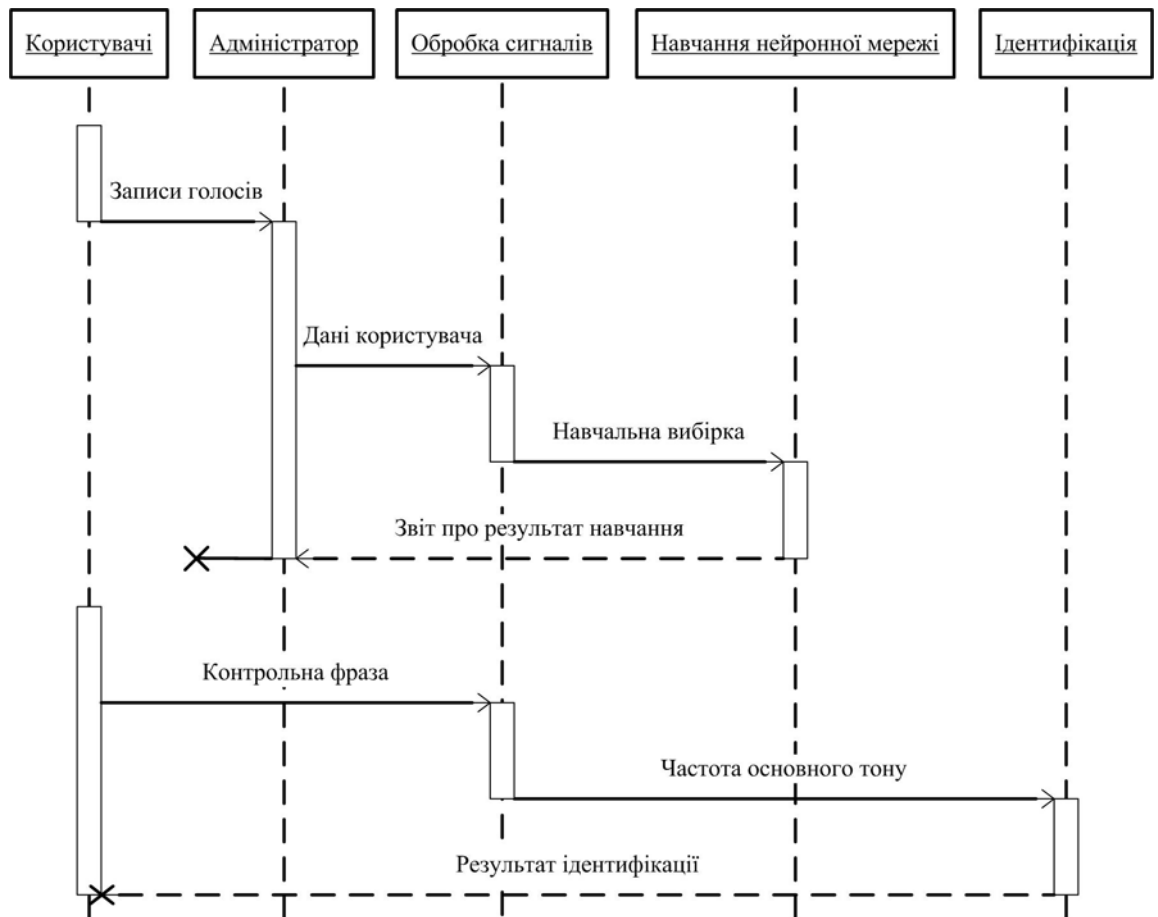 Користувачі
Адміністратор
Обробка сигналів
Навчання нейронної мережі
Ідентифікація
Записи голосів
Дані користувача
Навчальна вибірка
Звіт про результат навчання
Контрольна фраза
Частота основного тону
Результат ідентифікації